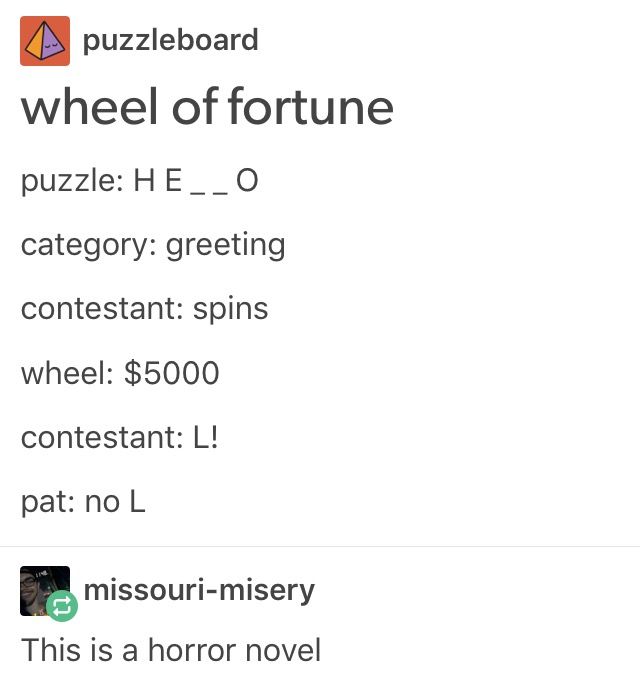 puzzleboard
wheel of fortune
puzzle: H E _ _ O
category: greeting
contestant: spins
wheel: $5000
contestant: L!
pat: no L
missouri-misery
This is a horror novel